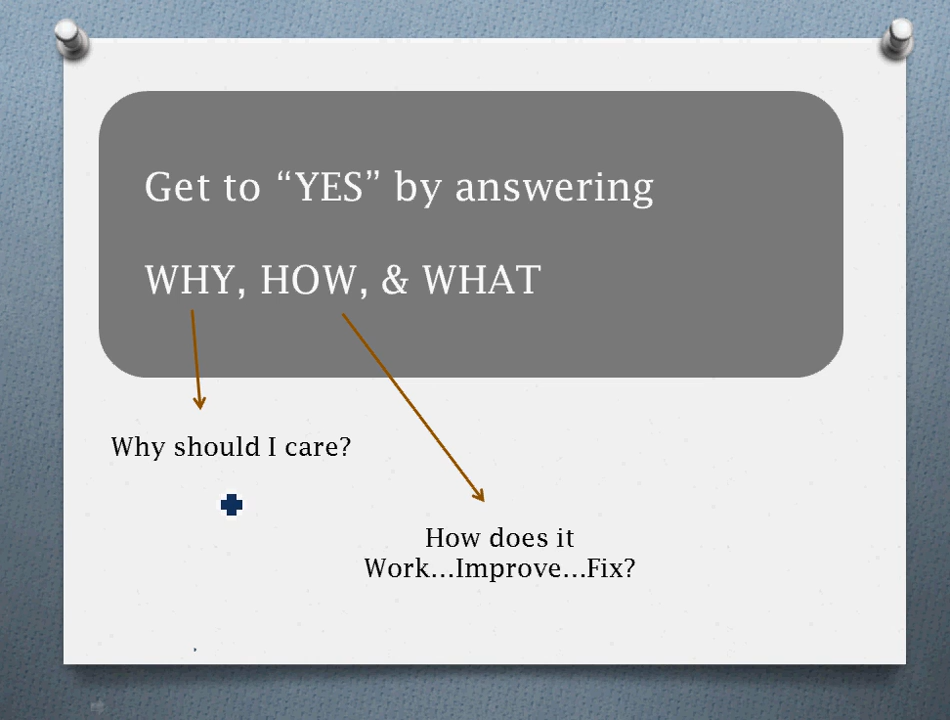 Get to “YES” by answering
WHY, HOW, & WHAT
Why should I care?
How does it
Work...Improve...Fix?